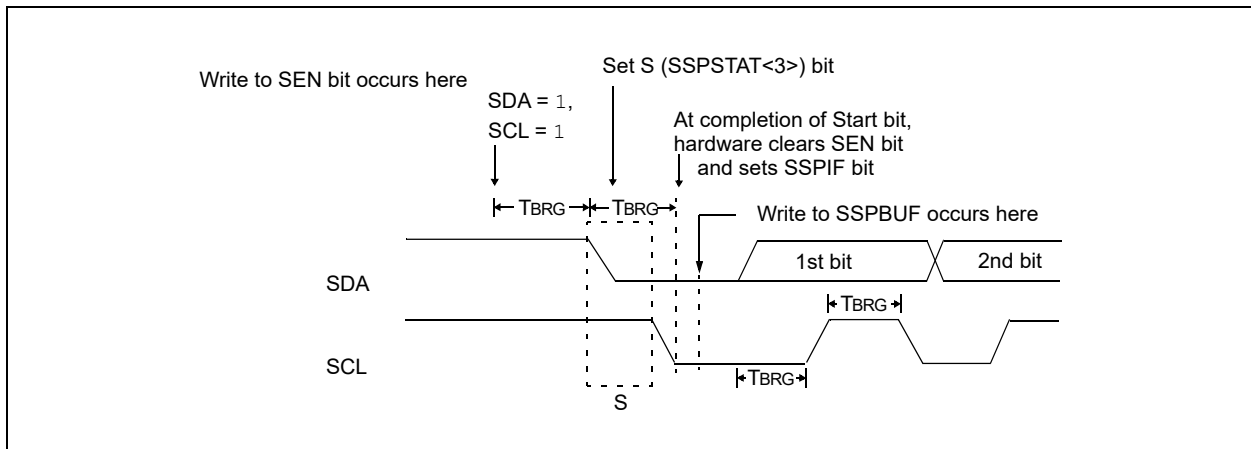 Set S (SSPSTAT<3>) bit
Write to SEN bit occurs here
SDA = 1,
SCL = 1
At completion of Start bit,
hardware clears SEN bit
and sets SSPIF bit
TBRG
TBRG
Write to SSPBUF occurs here
1st bit
2nd bit
SDA
TBRG
SCL
TBRG
S